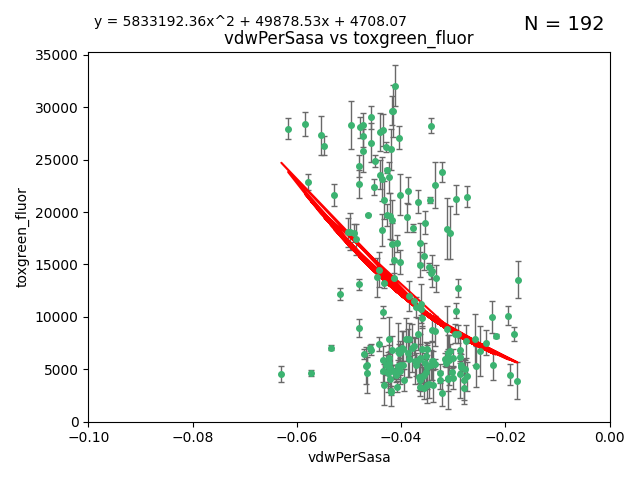 y = 5833192.36x^2 + 49878.53x + 4708.07
N = 192
vdwPerSasa vs toxgreen_fluor
35000
30000
25000
20000
15000
10000
5000
0
toxgreen_fluor
−0.10 −0.08 −0.06 −0.04 −0.02 0.00
vdwPerSasa